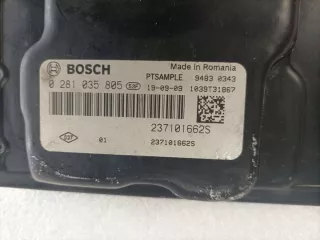 BOSCH Made in Romania
PTSAMPLE 9483 0343
0 281 035 805 19-09-09 1039T31867
237101662S
01 237101662S